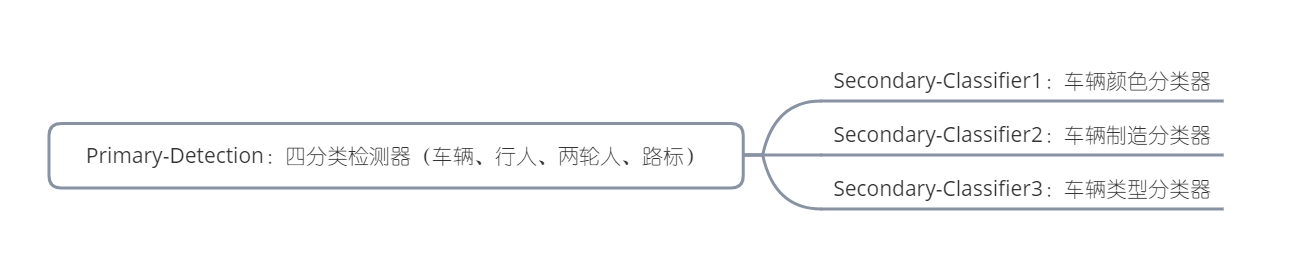 Primary-Detection：四分类检测器（车辆、行人、两轮人、路标）
Secondary-Classifier1：车辆颜色分类器
Secondary-Classifier2：车辆制造分类器
Secondary-Classifier3：车辆类型分类器